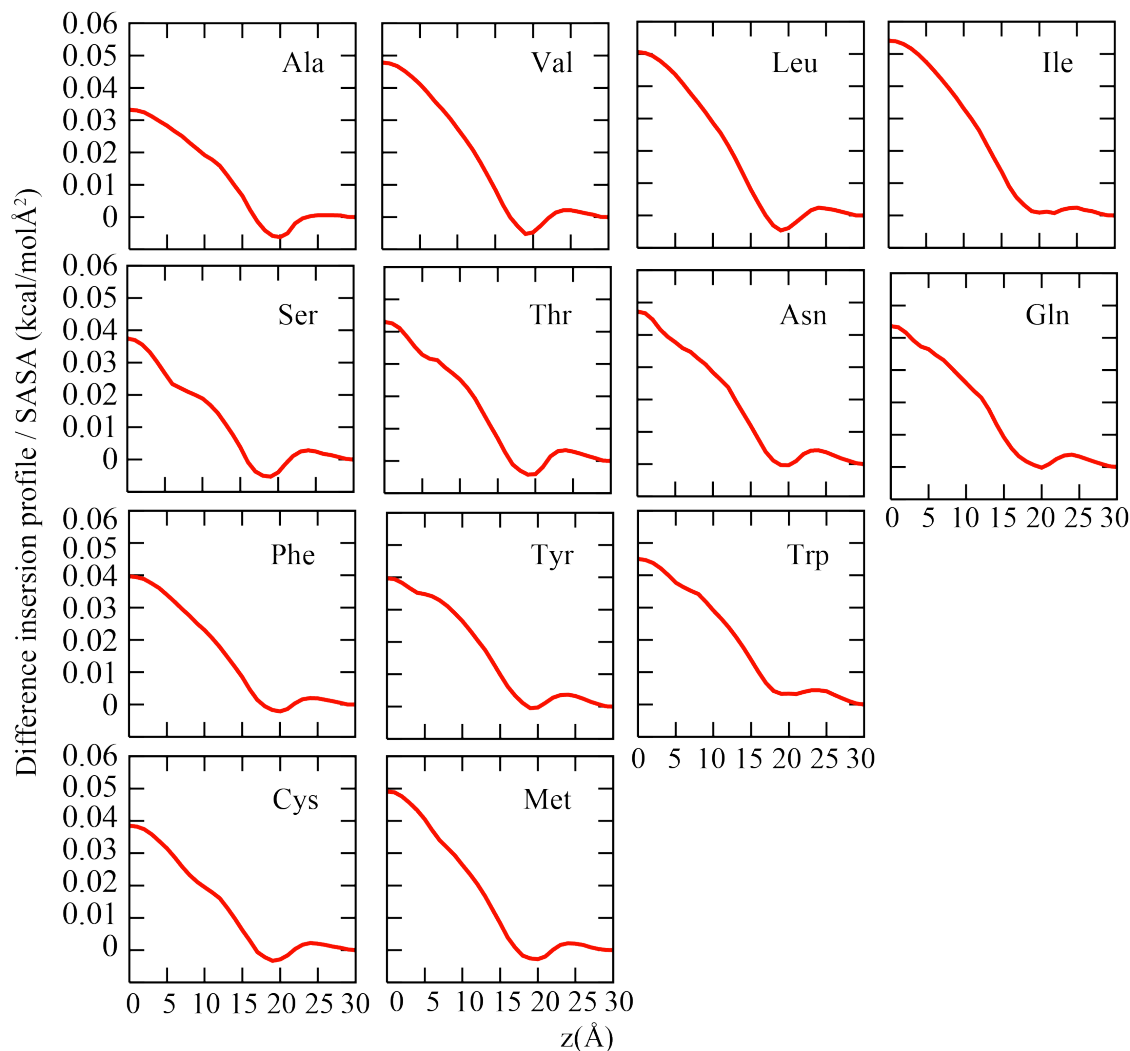 Difference insersion profile / SASA (kcal/molÅ²)
0.06
0.05
0.04
0.03
0.02
0.01
0
Ala
Val
Leu
Ile
0.06
0.05
0.04
0.03
0.02
0.01
0
Ser
Thr
Asn
Gln
0 5 10 15 20 25 30
0.06
0.05
0.04
0.03
0.02
0.01
0
Phe
Tyr
Trp
0 5 10 15 20 25 30
0.06
0.05
0.04
0.03
0.02
0.01
0
Cys
Met
0 5 10 15 20 25 30
0 5 10 15 20 25 30
z(Å)